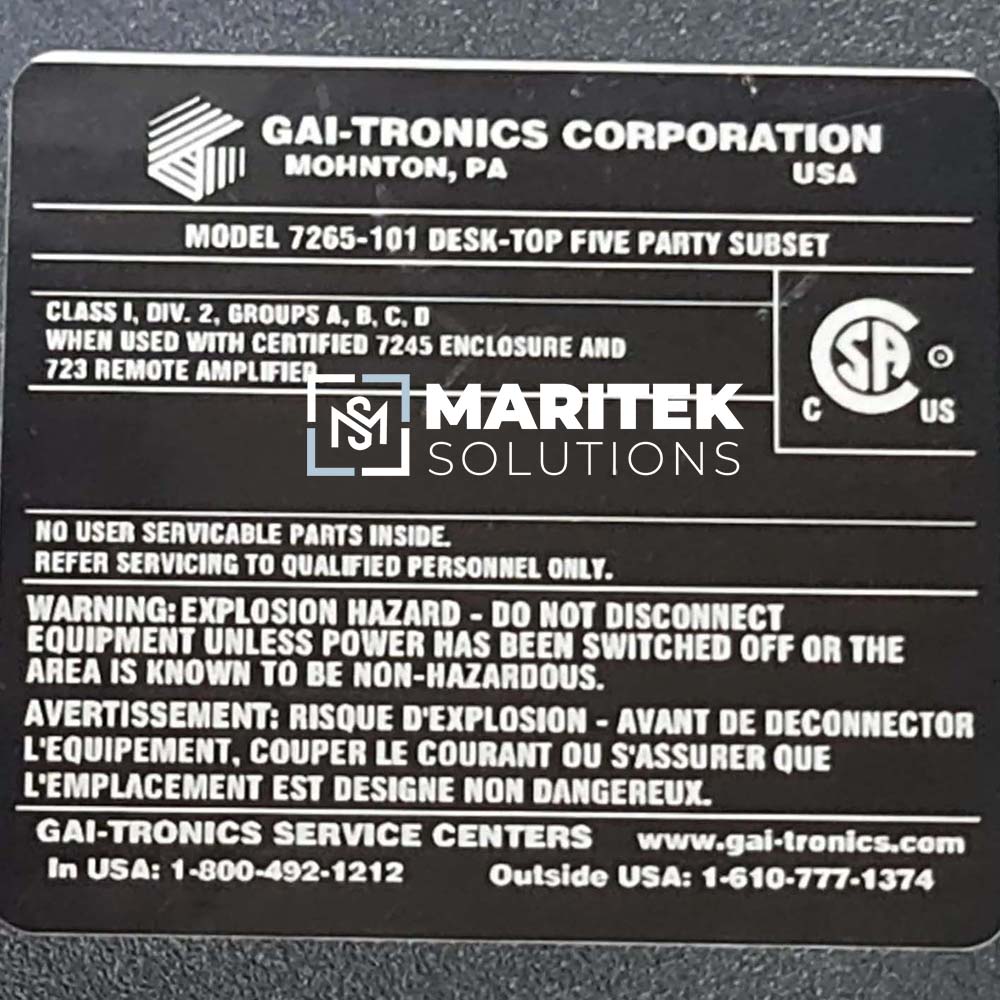 GAI-TRONICS CORPORATION
MOHNTON, PA USA
MODEL 7265-101 DESK-TOP FIVE PARTY SUBSET
CLASS I, DIV. 2, GROUPS A, B, C, D
WHEN USED WITH CERTIFIED 7245 ENCLOSURE AND
723 REMOTE AMPLIFIER
CSA
C US
MS MARITEK
SOLUTIONS
NO USER SERVICABLE PARTS INSIDE.
REFER SERVICING TO QUALIFIED PERSONNEL ONLY.
WARNING: EXPLOSION HAZARD - DO NOT DISCONNECT
EQUIPMENT UNLESS POWER HAS BEEN SWITCHED OFF OR THE
AREA IS KNOWN TO BE NON-HAZARDOUS.
AVERTISSEMENT: RISQUE D'EXPLOSION - AVANT DE DECONNECTOR
L'EQUIPEMENT, COUPER LE COURANT OU S'ASSURER QUE
L'EMPLACEMENT EST DESIGNE NON DANGEREUX.
GAI-TRONICS SERVICE CENTERS www.gai-tronics.com
In USA: 1-800-492-1212 Outside USA: 1-610-777-1374